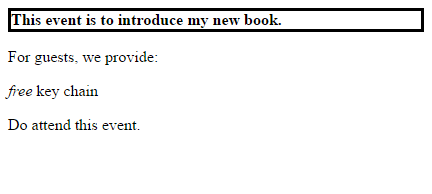 This event is to introduce my new book.
For guests, we provide:
free key chain
Do attend this event.